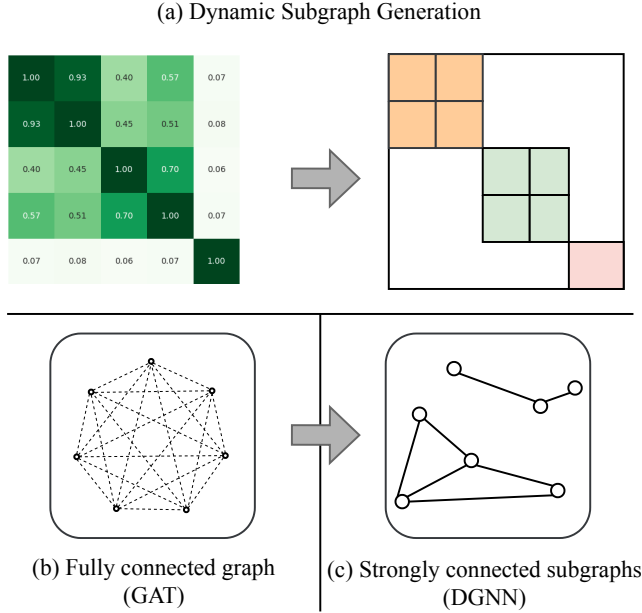 (a) Dynamic Subgraph Generation
1.00 0.93 0.40 0.57 0.07
0.93 1.00 0.45 0.51 0.08
0.40 0.45 1.00 0.70 0.06
0.57 0.51 0.70 1.00 0.07
0.07 0.08 0.06 0.07 1.00
(b) Fully connected graph
(GAT)
(c) Strongly connected subgraphs
(DGNN)